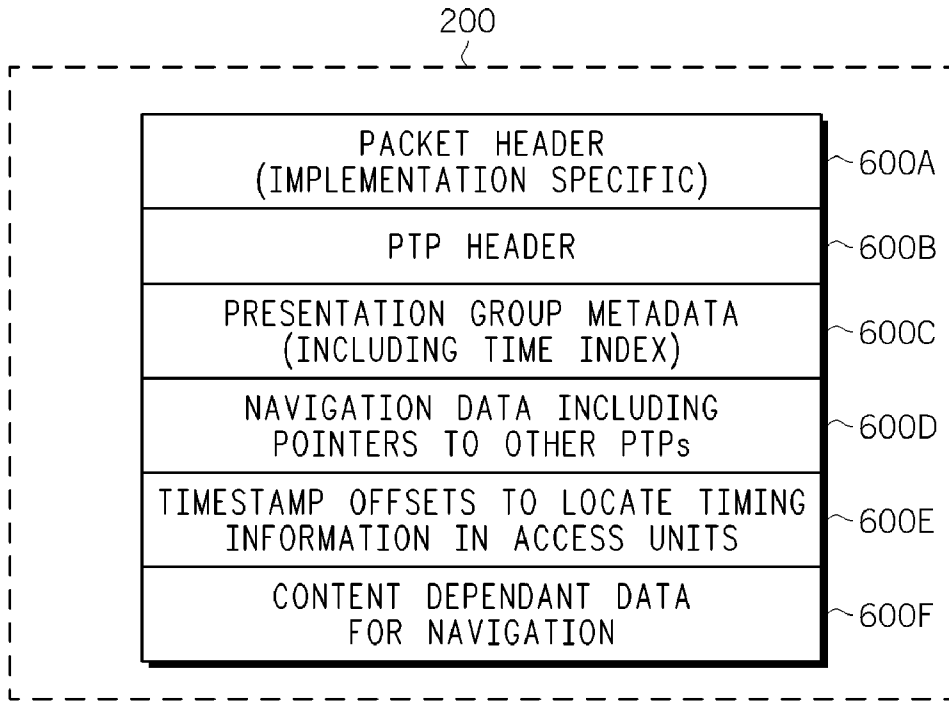 200
PACKET HEADER
(IMPLEMENTATION SPECIFIC)
600A
PTP HEADER
600B
PRESENTATION GROUP METADATA
(INCLUDING TIME INDEX)
600C
NAVIGATION DATA INCLUDING
POINTERS TO OTHER PTPs
600D
TIMESTAMP OFFSETS TO LOCATE TIMING
INFORMATION IN ACCESS UNITS
600E
CONTENT DEPENDANT DATA
FOR NAVIGATION
600F